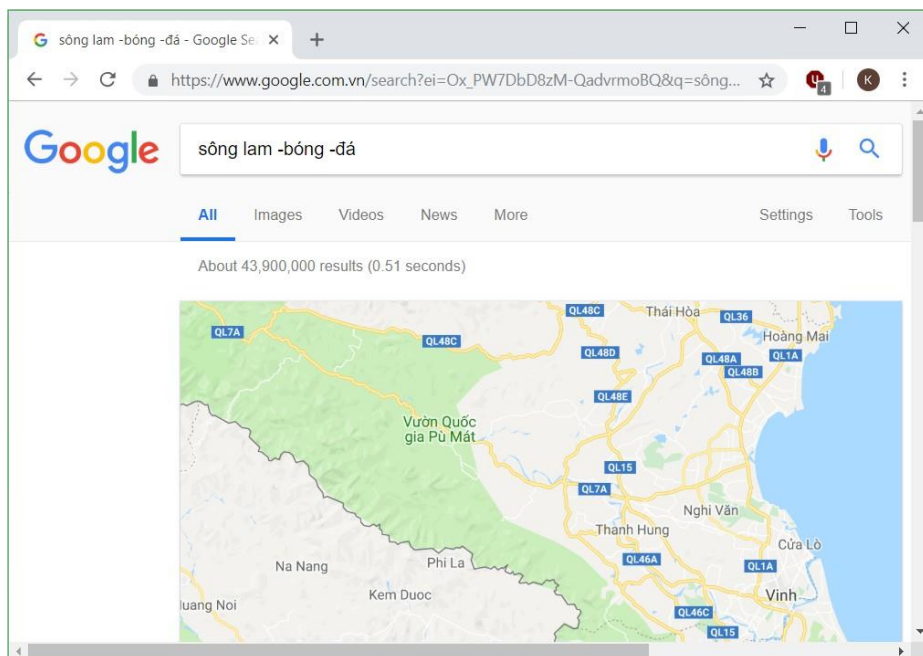 sông lam -bóng -đá - Google Se
https://www.google.com.vn/search?ei=Ox_PW7DbD8zM-QadvrmoBQ&q=sông...
4
K
Google
sông lam -bóng -đá
All Images Videos News More Settings Tools
About 43,900,000 results (0.51 seconds)
QL48C
Thái Hòa
QL36
QL7A
QL48C
Hoàng Mai
QL48D
QL48A
QL1A
QL48B
QL48E
Vườn Quốc
gia Pù Mát
QL15
QL7A
Nghi Văn
Thanh Hung
Cửa Lò
QL46A
Phi La
Na Nang
QL1A
Kem Duoc
Vinh
uang Noi
QL46C
QL15